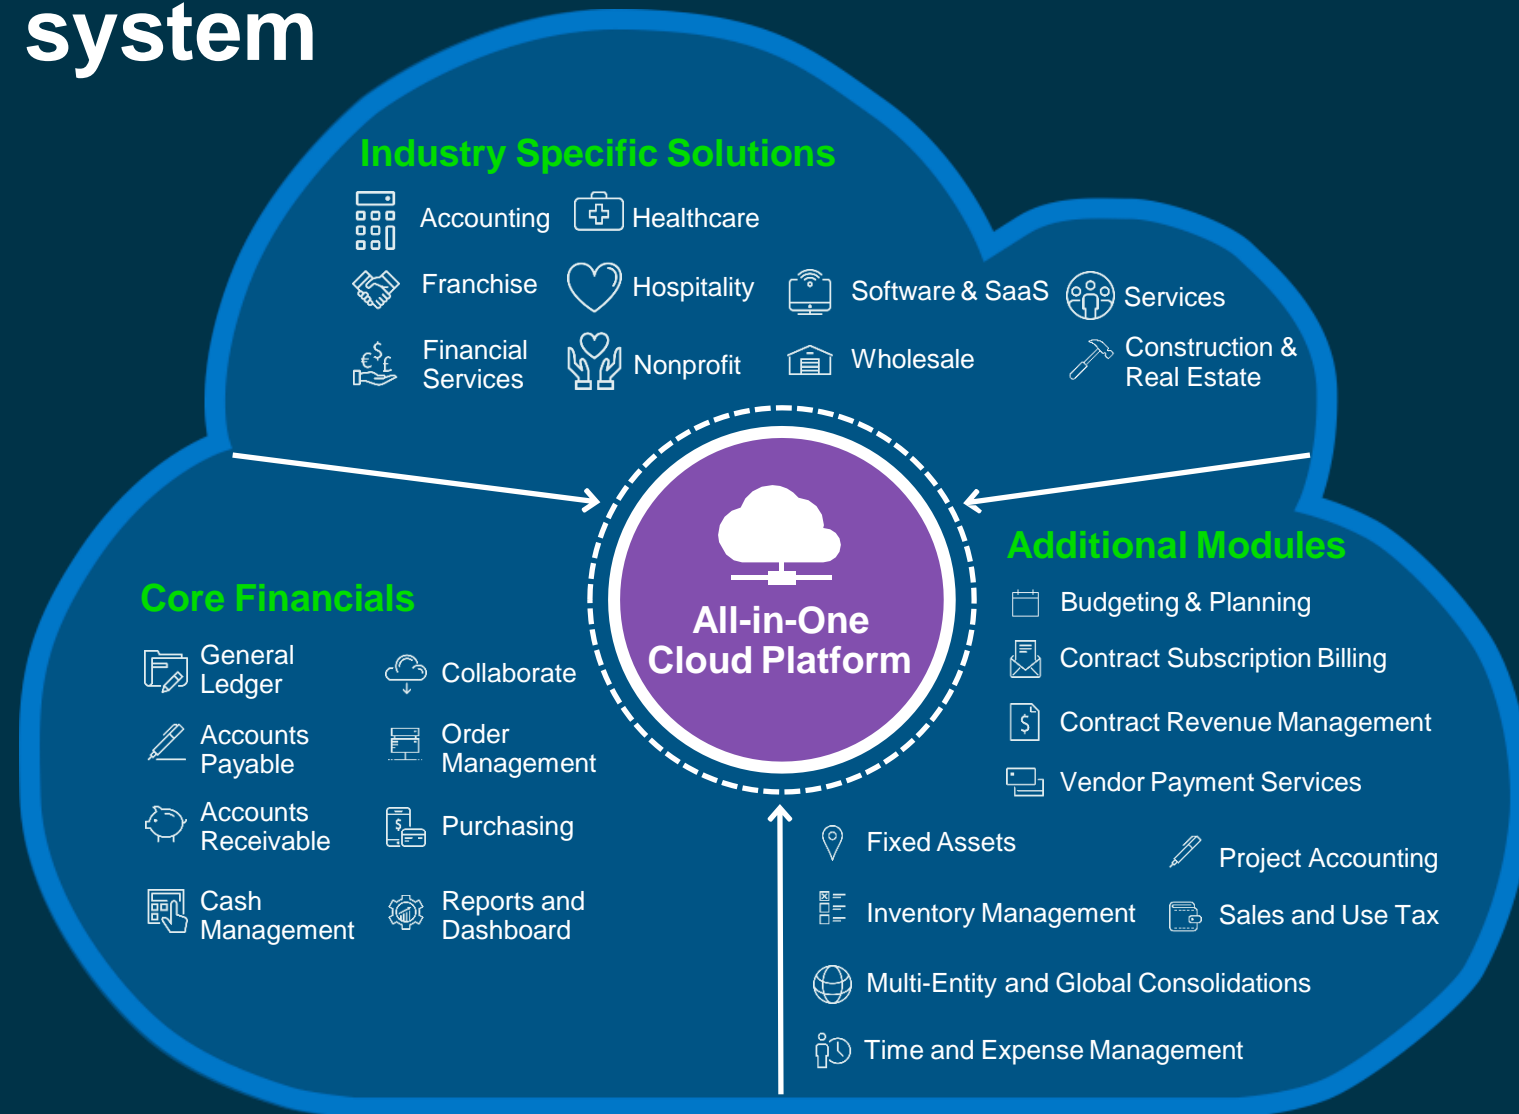 system
Industry Specific Solutions
Accounting
Healthcare
Franchise
Hospitality
Software & SaaS
Services
Financial
Services
Nonprofit
Wholesale
Construction &
Real Estate
All-in-One
Cloud Platform
Core Financials
General
Ledger
Collaborate
Accounts
Payable
Order
Management
Accounts
Receivable
Purchasing
Cash
Management
Reports and
Dashboard
Additional Modules
Budgeting & Planning
Contract Subscription Billing
Contract Revenue Management
Vendor Payment Services
Fixed Assets
Project Accounting
Inventory Management
Sales and Use Tax
Multi-Entity and Global Consolidations
Time and Expense Management